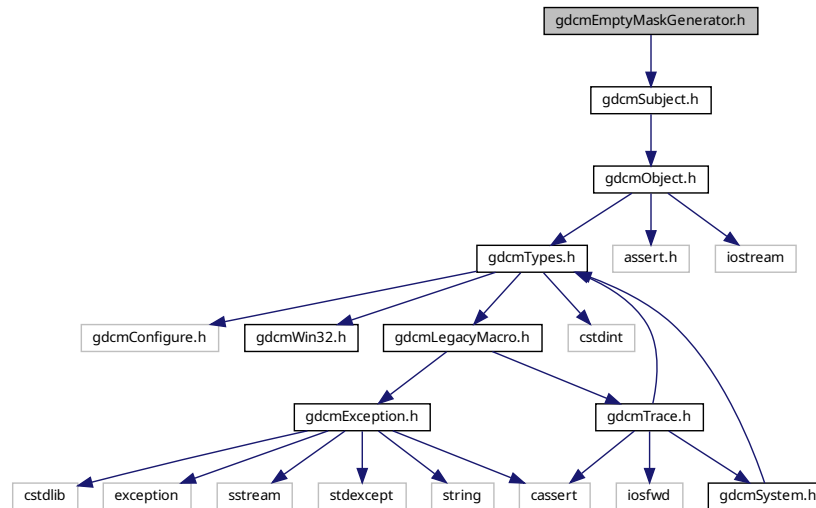 gdcmEmptyMaskGenerator.h
gdcmSubject.h
gdcmObject.h
gdcmTypes.h
assert.h
iostream
gdcmConfigure.h
gdcmWin32.h
gdcmLegacyMacro.h
cstdint
gdcmException.h
gdcmTrace.h
cstdlib
exception
sstream
stdexcept
string
cassert
iosfwd
gdcmSystem.h